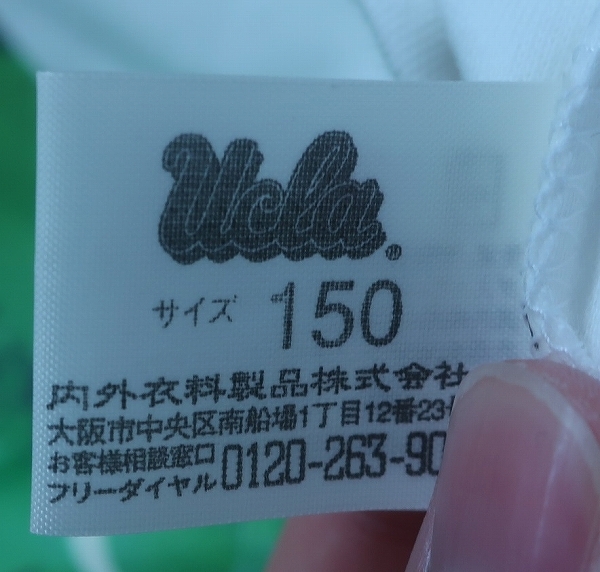 Ucla®
サイズ 150
内外衣料製品株式会社
大阪市中央区南船場1丁目12番23
お客様相談窓口
フリーダイヤル 0120-263-90